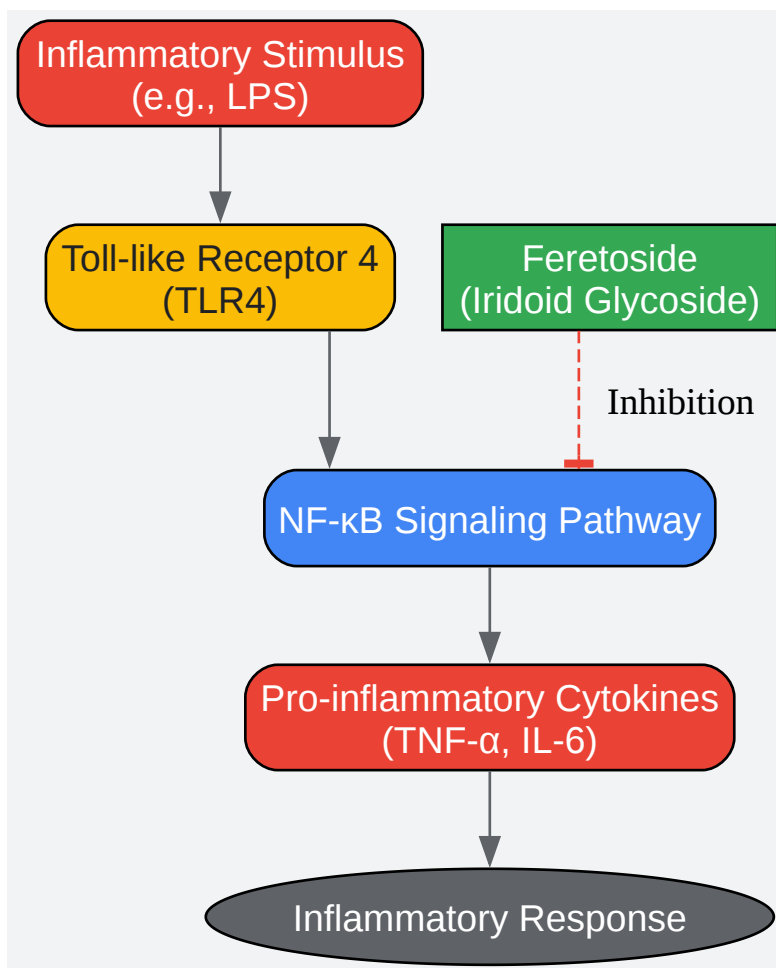 Inflammatory Stimulus
(e.g., LPS)
Toll-like Receptor 4
(TLR4)
Feretoside
(Iridoid Glycoside)
Inhibition
NF-κB Signaling Pathway
Pro-inflammatory Cytokines
(TNF-α, IL-6)
Inflammatory Response